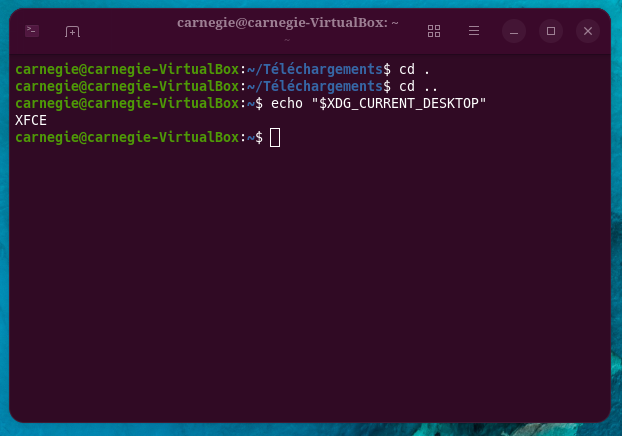 carnegie@carnegie-VirtualBox: ~
~
carnegie@carnegie-VirtualBox:~/Téléchargements$ cd .
carnegie@carnegie-VirtualBox:~/Téléchargements$ cd ..
carnegie@carnegie-VirtualBox:~$ echo "$XDG_CURRENT_DESKTOP"
XFCE
carnegie@carnegie-VirtualBox:~$